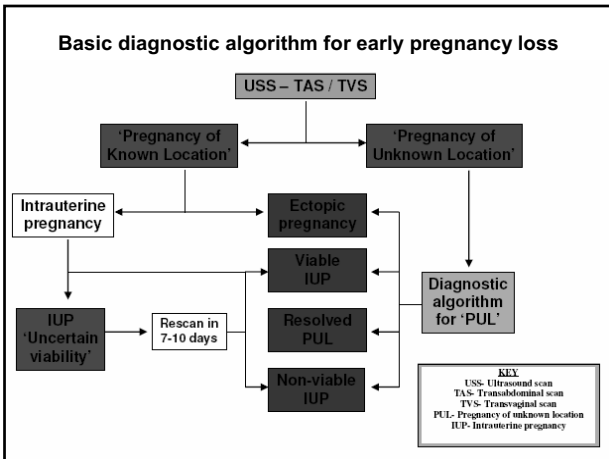 Basic diagnostic algorithm for early pregnancy loss
USS – TAS / TVS
‘Pregnancy of
Known Location’
‘Pregnancy of
Unknown Location’
Intrauterine
pregnancy
Ectopic
pregnancy
Viable
IUP
Diagnostic
algorithm
for ‘PUL’
IUP
‘Uncertain
viability’
Rescan in
7-10 days
Resolved
PUL
Non-viable
IUP
KEY
USS- Ultrasound scan
TAS- Transabdominal scan
TVS- Transvaginal scan
PUL- Pregnancy of unknown location
IUP- Intrauterine pregnancy